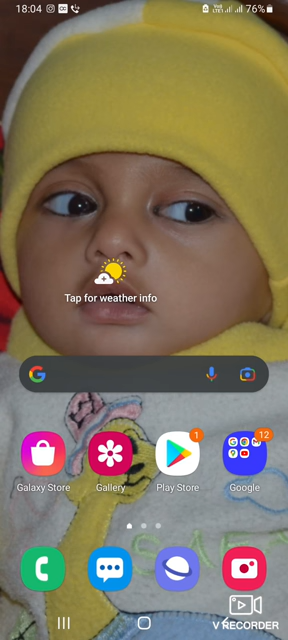 18:04
76%
Tap for weather info
1
12
Galaxy Store
Gallery
Play Store
Google
V RECORDER